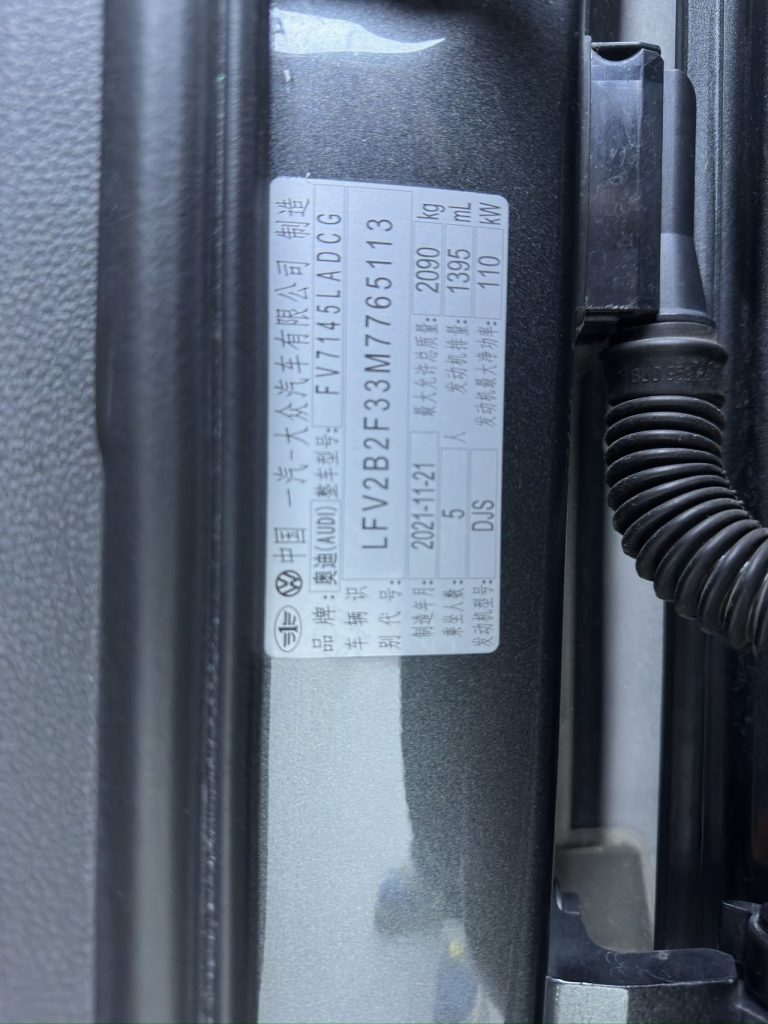 中国 一汽-大众汽车有限公司 制造
品牌: 奥迪(AUDI) 整车型号: FV7145LADCG
车辆识
别代号: LFV2B2F33M7765113
制造年月: 2021-11-21 最大允许总质量: 2090 kg
乘坐人数: 5 人 发动机排量: 1395 mL
发动机型号: DJS 发动机最大净功率: 110 kW